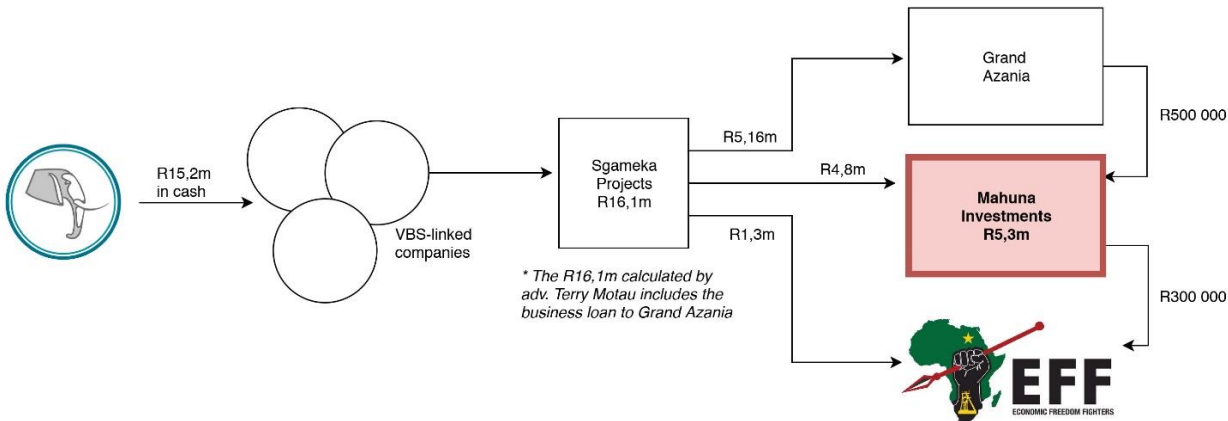 R15,2m
in cash
VBS-linked
companies
Sgameka
Projects
R16,1m
* The R16,1m calculated by
adv. Terry Motau includes the
business loan to Grand Azania
R5,16m
R4,8m
R1,3m
Grand
Azania
R500 000
Mahuna
Investments
R5,3m
R300 000
EFF
ECONOMIC FREEDOM FIGHTERS